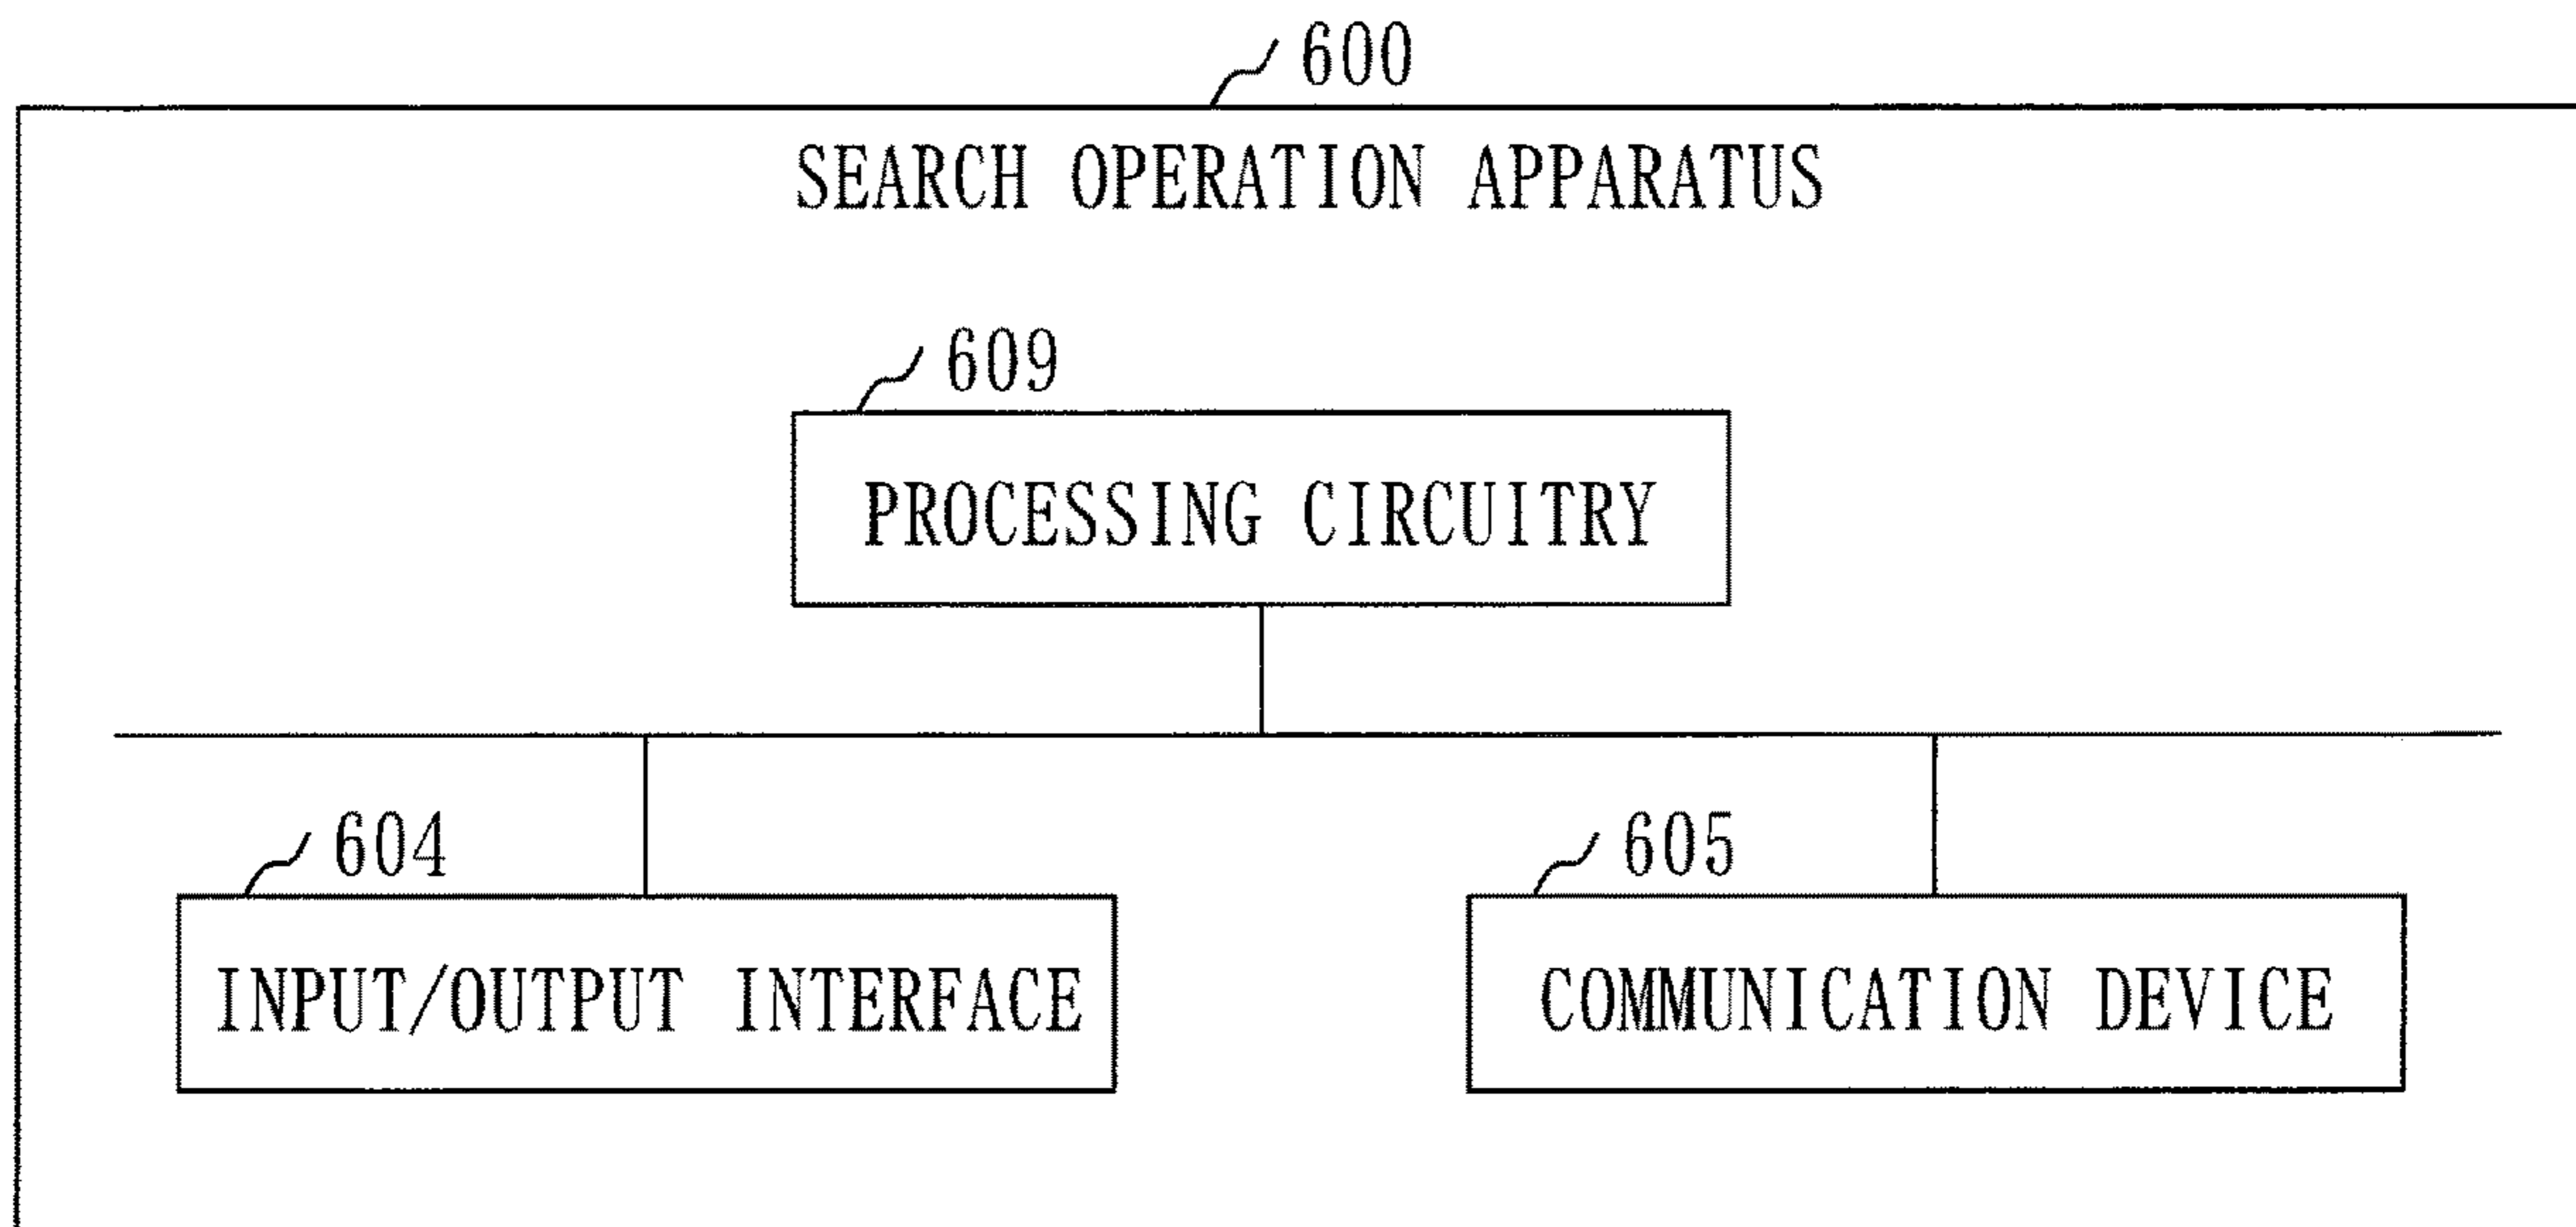 600
SEARCH OPERATION APPARATUS
609
PROCESSING CIRCUITRY
604
605
INPUT/OUTPUT INTERFACE
COMMUNICATION DEVICE